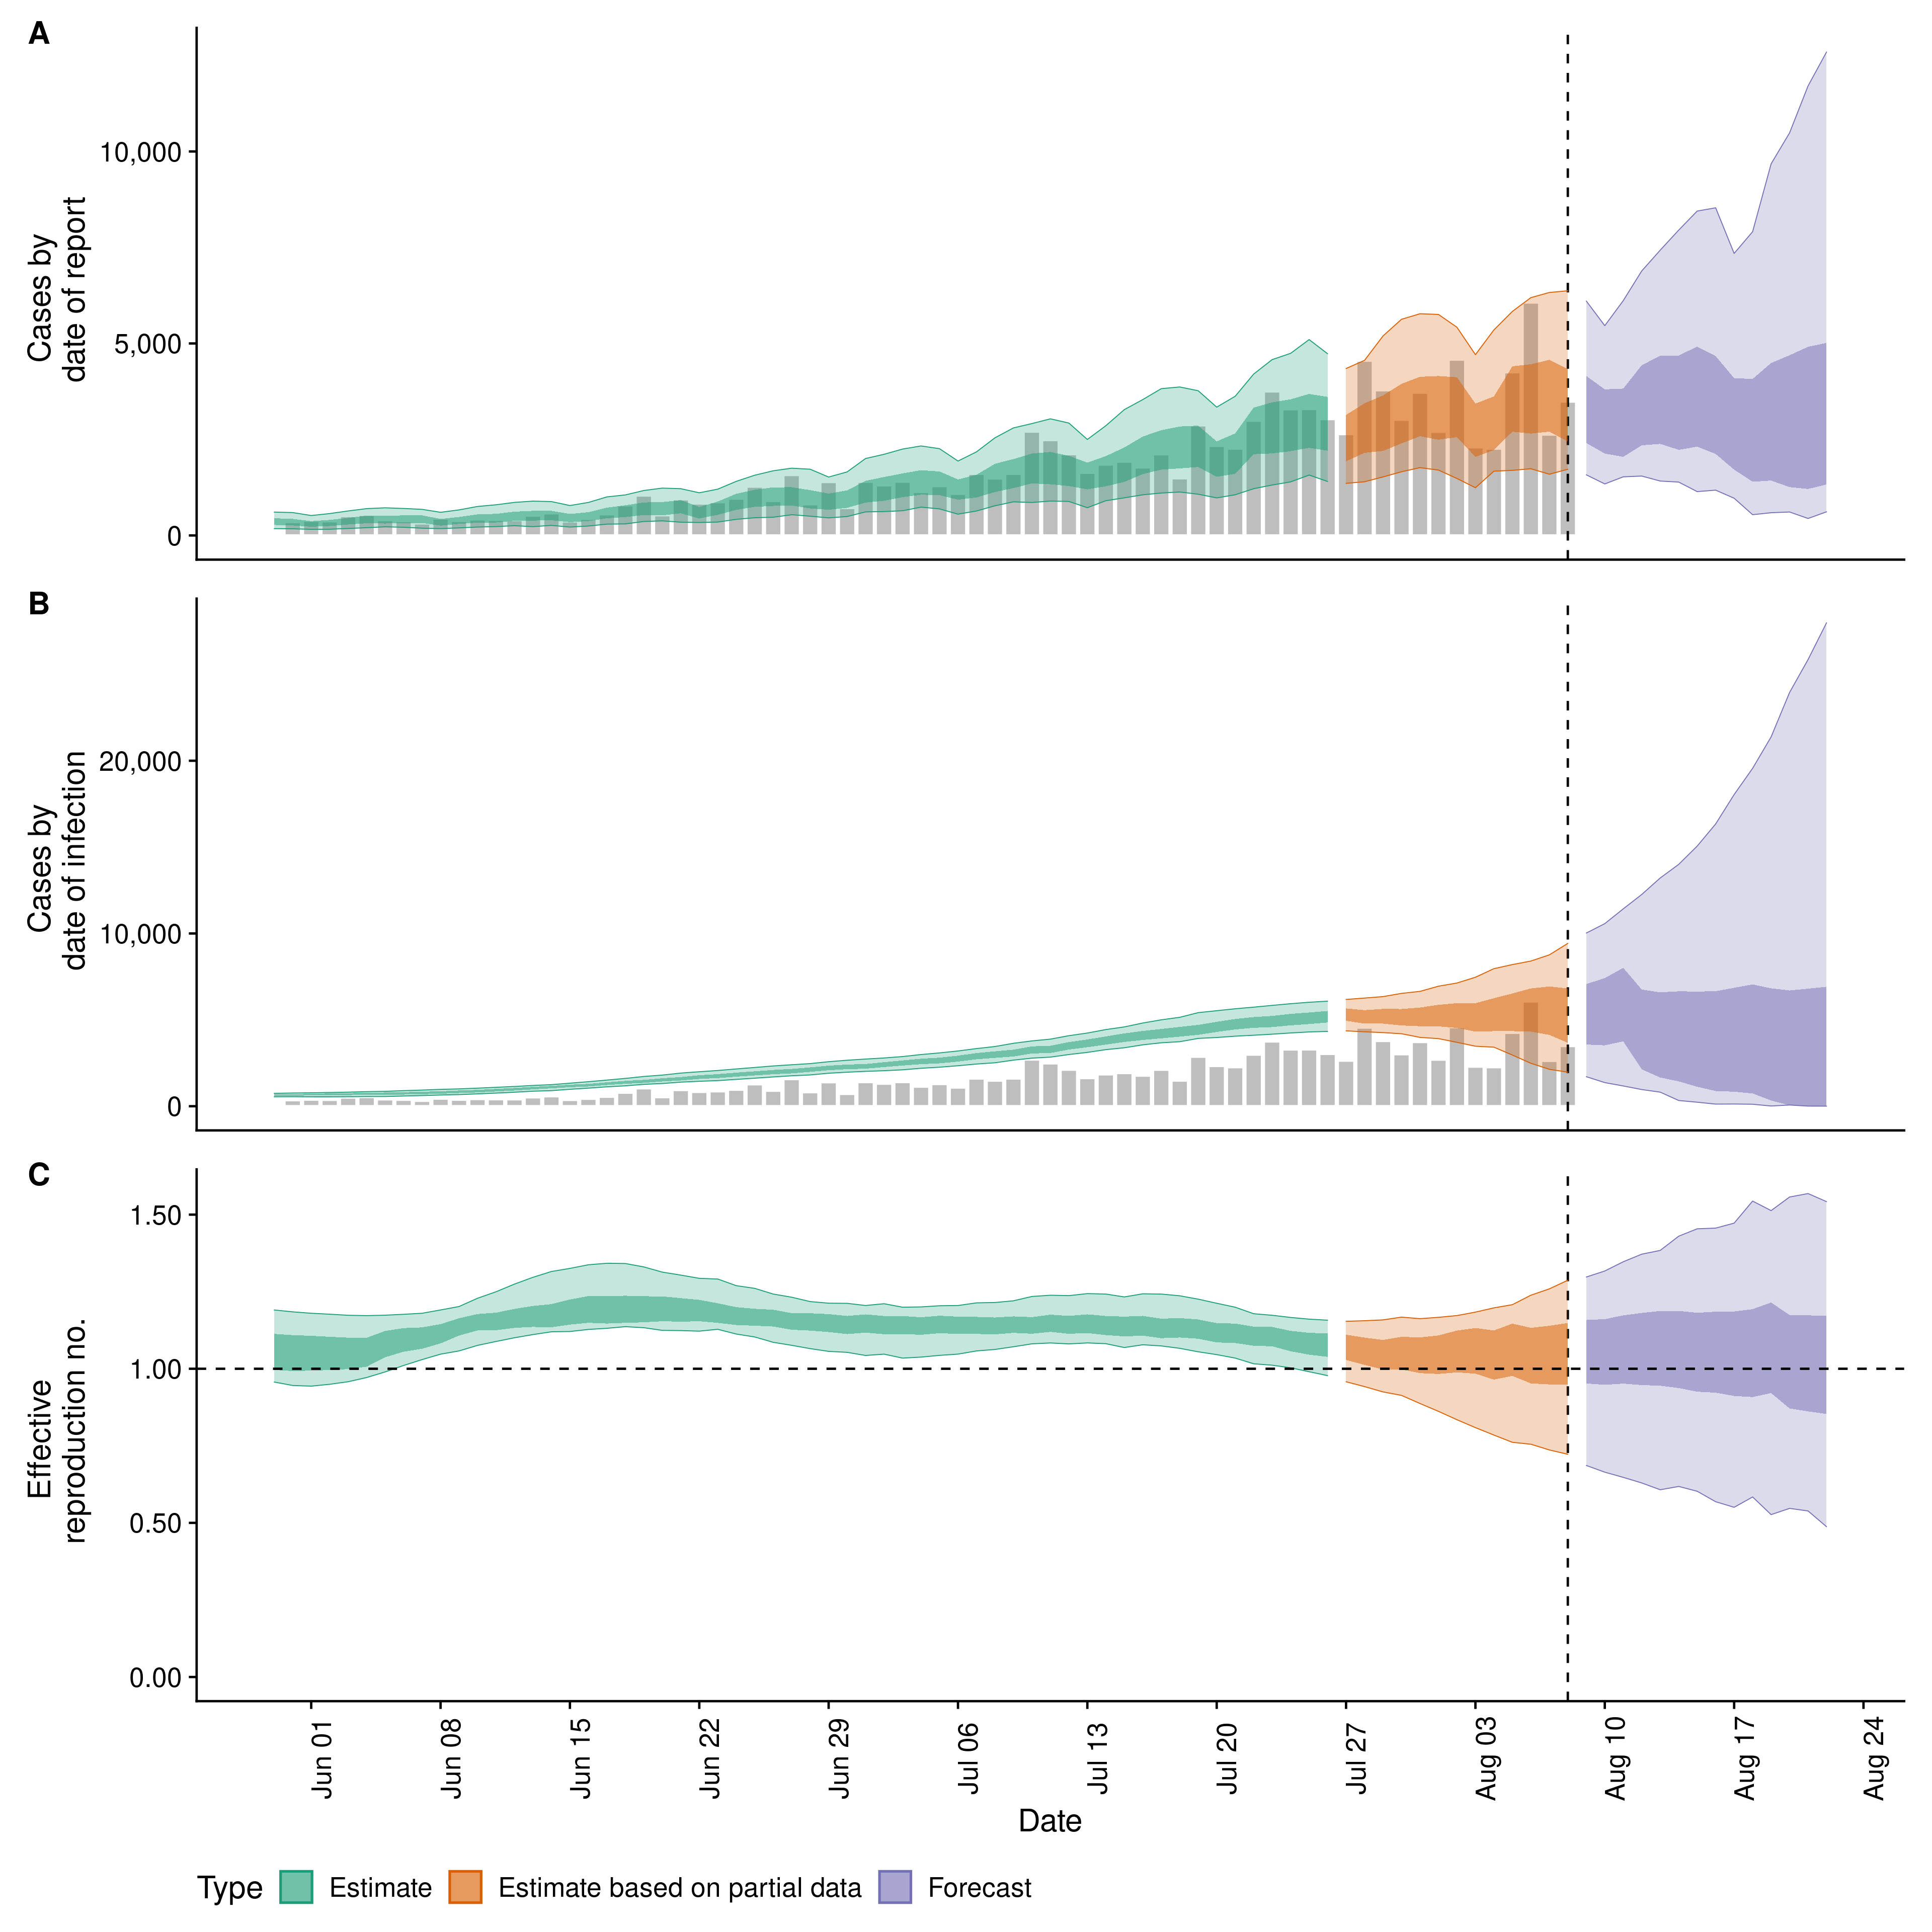 A
Cases by
date of report
10,000
5,000
0
B
Cases by
date of infection
20,000
10,000
0
C
Effective
reproduction no.
1.50
1.00
0.50
0.00
Jun 01
Jun 08
Jun 15
Jun 22
Jun 29
Jul 06
Jul 13
Jul 20
Jul 27
Aug 03
Aug 10
Aug 17
Aug 24
Date
Type Estimate Estimate based on partial data Forecast